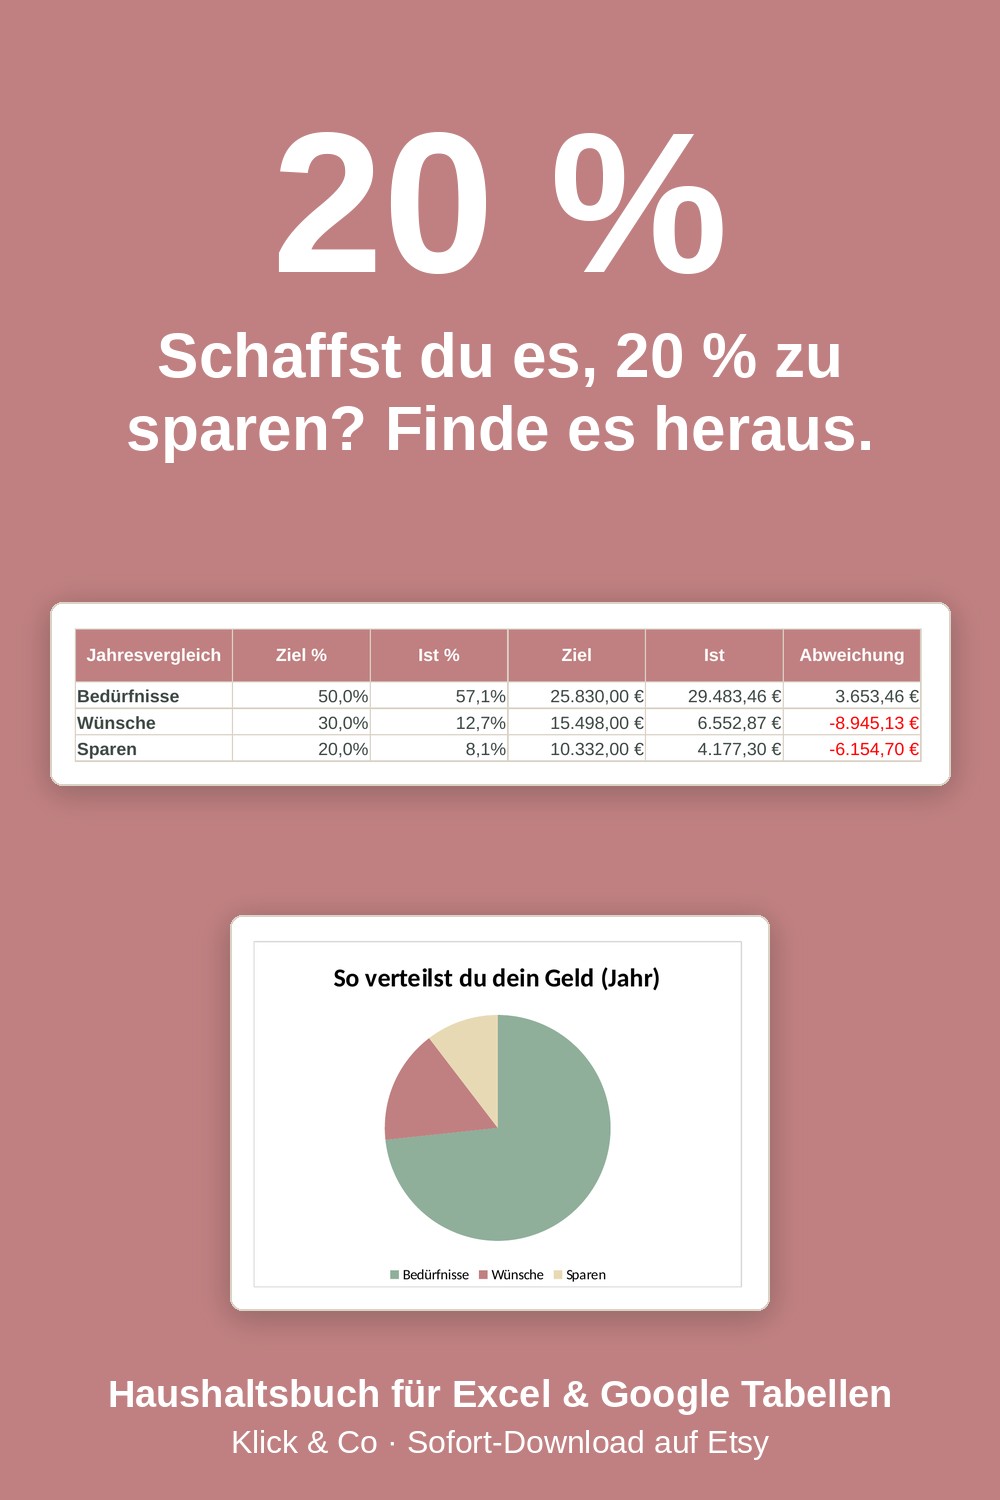 20 %
Schaffst du es, 20 % zu
sparen? Finde es heraus.
Jahresvergleich Ziel % Ist % Ziel Ist Abweichung
Bedürfnisse 50,0% 57,1% 25.830,00 € 29.483,46 € 3.653,46 €
Wünsche 30,0% 12,7% 15.498,00 € 6.552,87 € -8.945,13 €
Sparen 20,0% 8,1% 10.332,00 € 4.177,30 € -6.154,70 €
So verteilst du dein Geld (Jahr)
Bedürfnisse Wünsche Sparen
Haushaltsbuch für Excel & Google Tabellen
Klick & Co · Sofort-Download auf Etsy